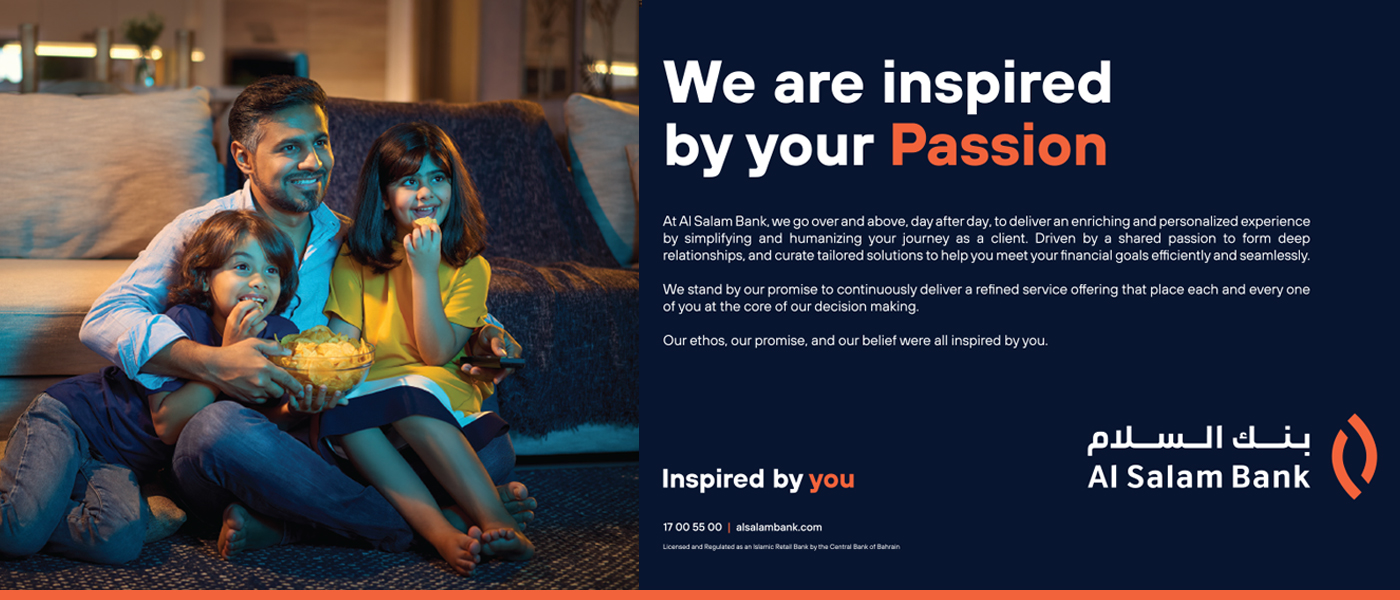 We are inspired
by your Passion
At Al Salam Bank, we go over and above, day after day, to deliver an enriching and personalized experience
by simplifying and humanizing your journey as a client. Driven by a shared passion to form deep
relationships, and curate tailored solutions to help you meet your financial goals efficiently and seamlessly.
We stand by our promise to continuously deliver a refined service offering that place each and every one
of you at the core of our decision making.
Our ethos, our promise, and our belief were all inspired by you.
بنك السلام
Al Salam Bank
Inspired by you
17 00 55 00 | alsalambank.com
Licensed and Regulated as an Islamic Retail Bank by the Central Bank of Bahrain